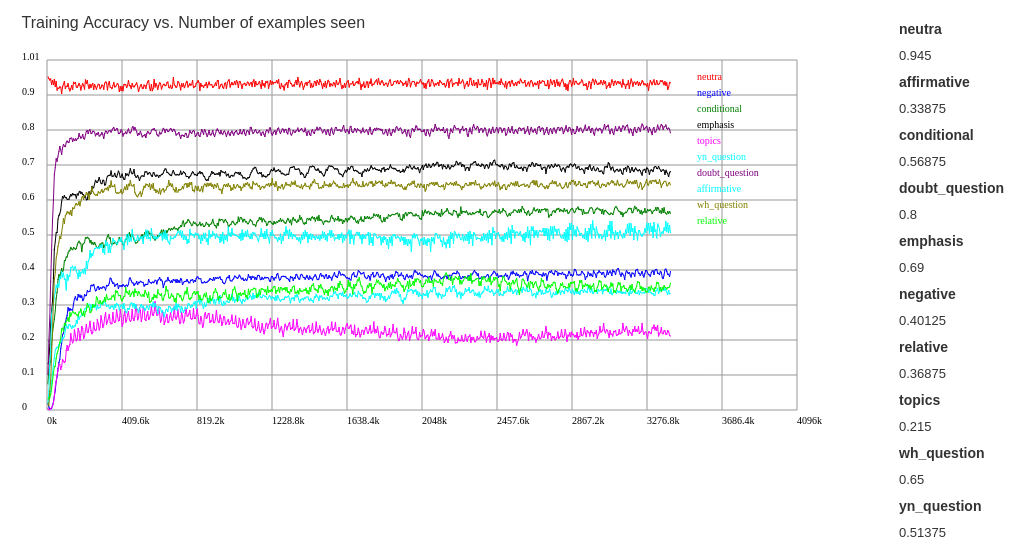 Training Accuracy vs. Number of examples seen
1.01
0.9
0.8
0.7
0.6
0.5
0.4
0.3
0.2
0.1
0
0k 409.6k 819.2k 1228.8k 1638.4k 2048k 2457.6k 2867.2k 3276.8k 3686.4k 4096k
neutra
negative
conditional
emphasis
topics
yn_question
doubt_question
affirmative
wh_question
relative
neutra
0.945
affirmative
0.33875
conditional
0.56875
doubt_question
0.8
emphasis
0.69
negative
0.40125
relative
0.36875
topics
0.215
wh_question
0.65
yn_question
0.51375